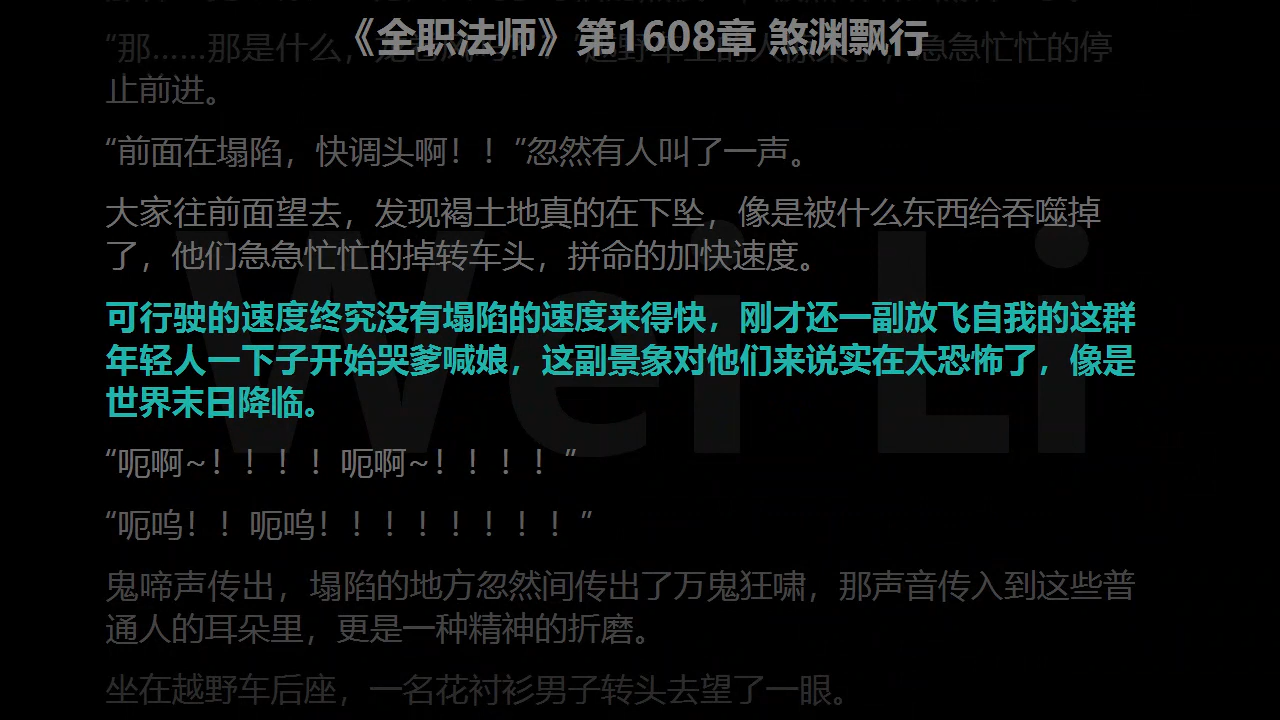 《全职法师》第1608章 煞渊飘行
“那……那是什么，
急急忙忙的停
止前进。
“前面在塌陷，快调头啊！！”忽然有人叫了一声。
大家往前面望去，发现褐土地真的在下坠，像是被什么东西给吞噬掉
了，他们急急忙忙的掉转车头，拼命的加快速度。
Wei Li
可行驶的速度终究没有塌陷的速度来得快，刚才还一副放飞自我的这群
年轻人一下子开始哭爹喊娘，这副景象对他们来说实在太恐怖了，像是
世界末日降临。
“呃啊~！！！！呃啊~！！！！”
“呃呜！！呃呜！！！！！！！！”
鬼啼声传出，塌陷的地方忽然间传出了万鬼狂啸，那声音传入到这些普
通人的耳朵里，更是一种精神的折磨。
坐在越野车后座，一名花衬衫男子转头去望了一眼。